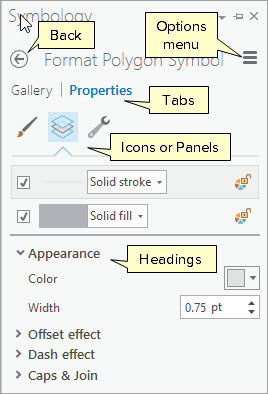 Symbology
Back
Options
menu
Format Polygon Symbol
Gallery
Properties
Tabs
Icons or Panels
Solid stroke
Solid fill
Appearance
Headings
Color
Width
0.75 pt
Offset effect
Dash effect
Caps & Join